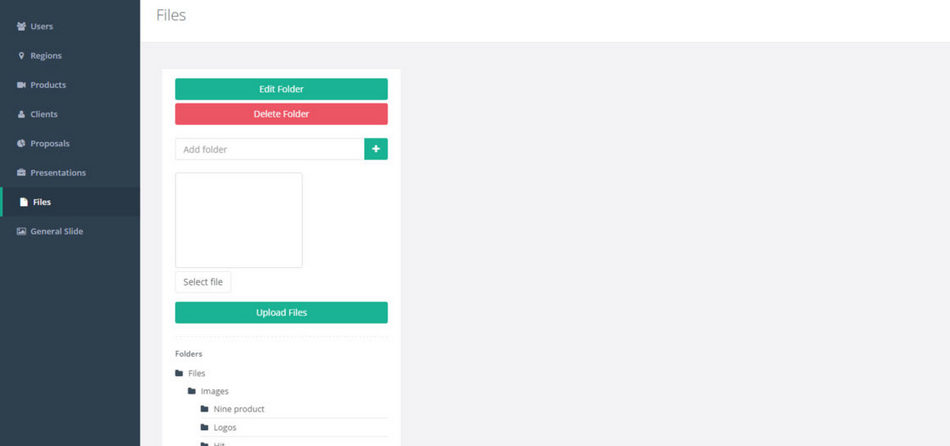 Files
Users
Regions
Products
Clients
Proposals
Presentations
Files
General Slide
Edit Folder
Delete Folder
Add folder
+
Select file
Upload Files
Folders
Files
Images
Nine product
Logos